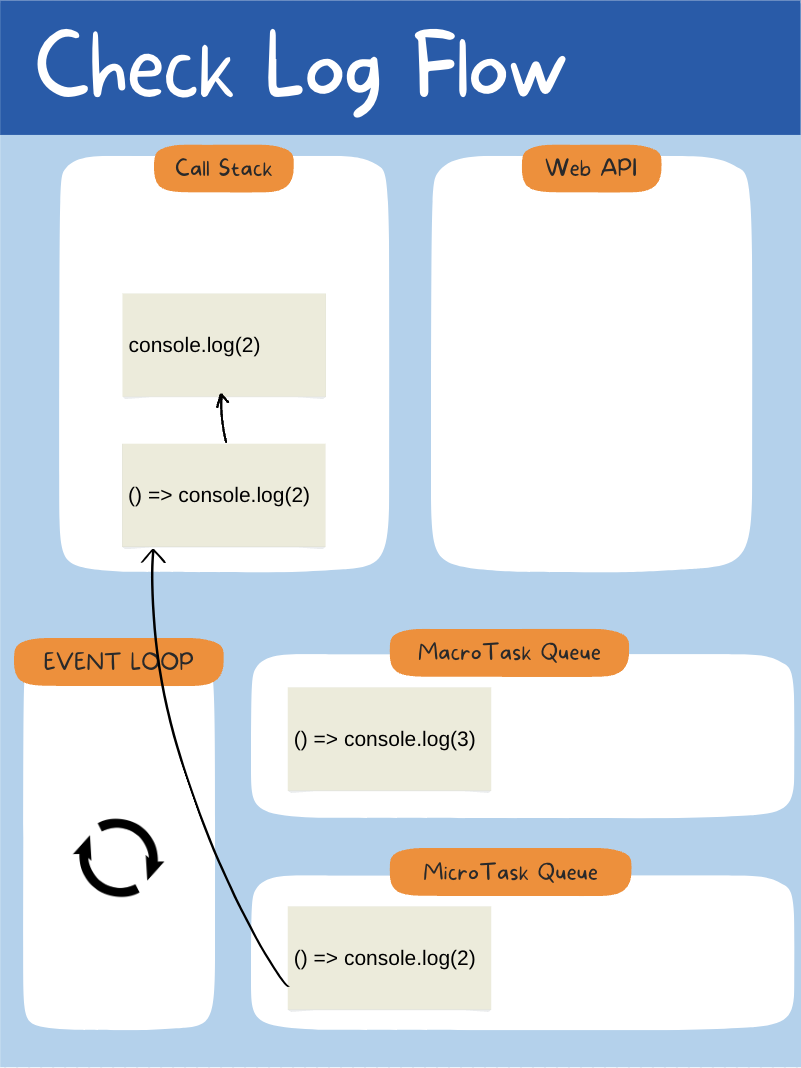 Check Log Flow
Call Stack
Web API
console.log(2)
() => console.log(2)
EVENT LOOP
MacroTask Queue
() => console.log(3)
MicroTask Queue
() => console.log(2)